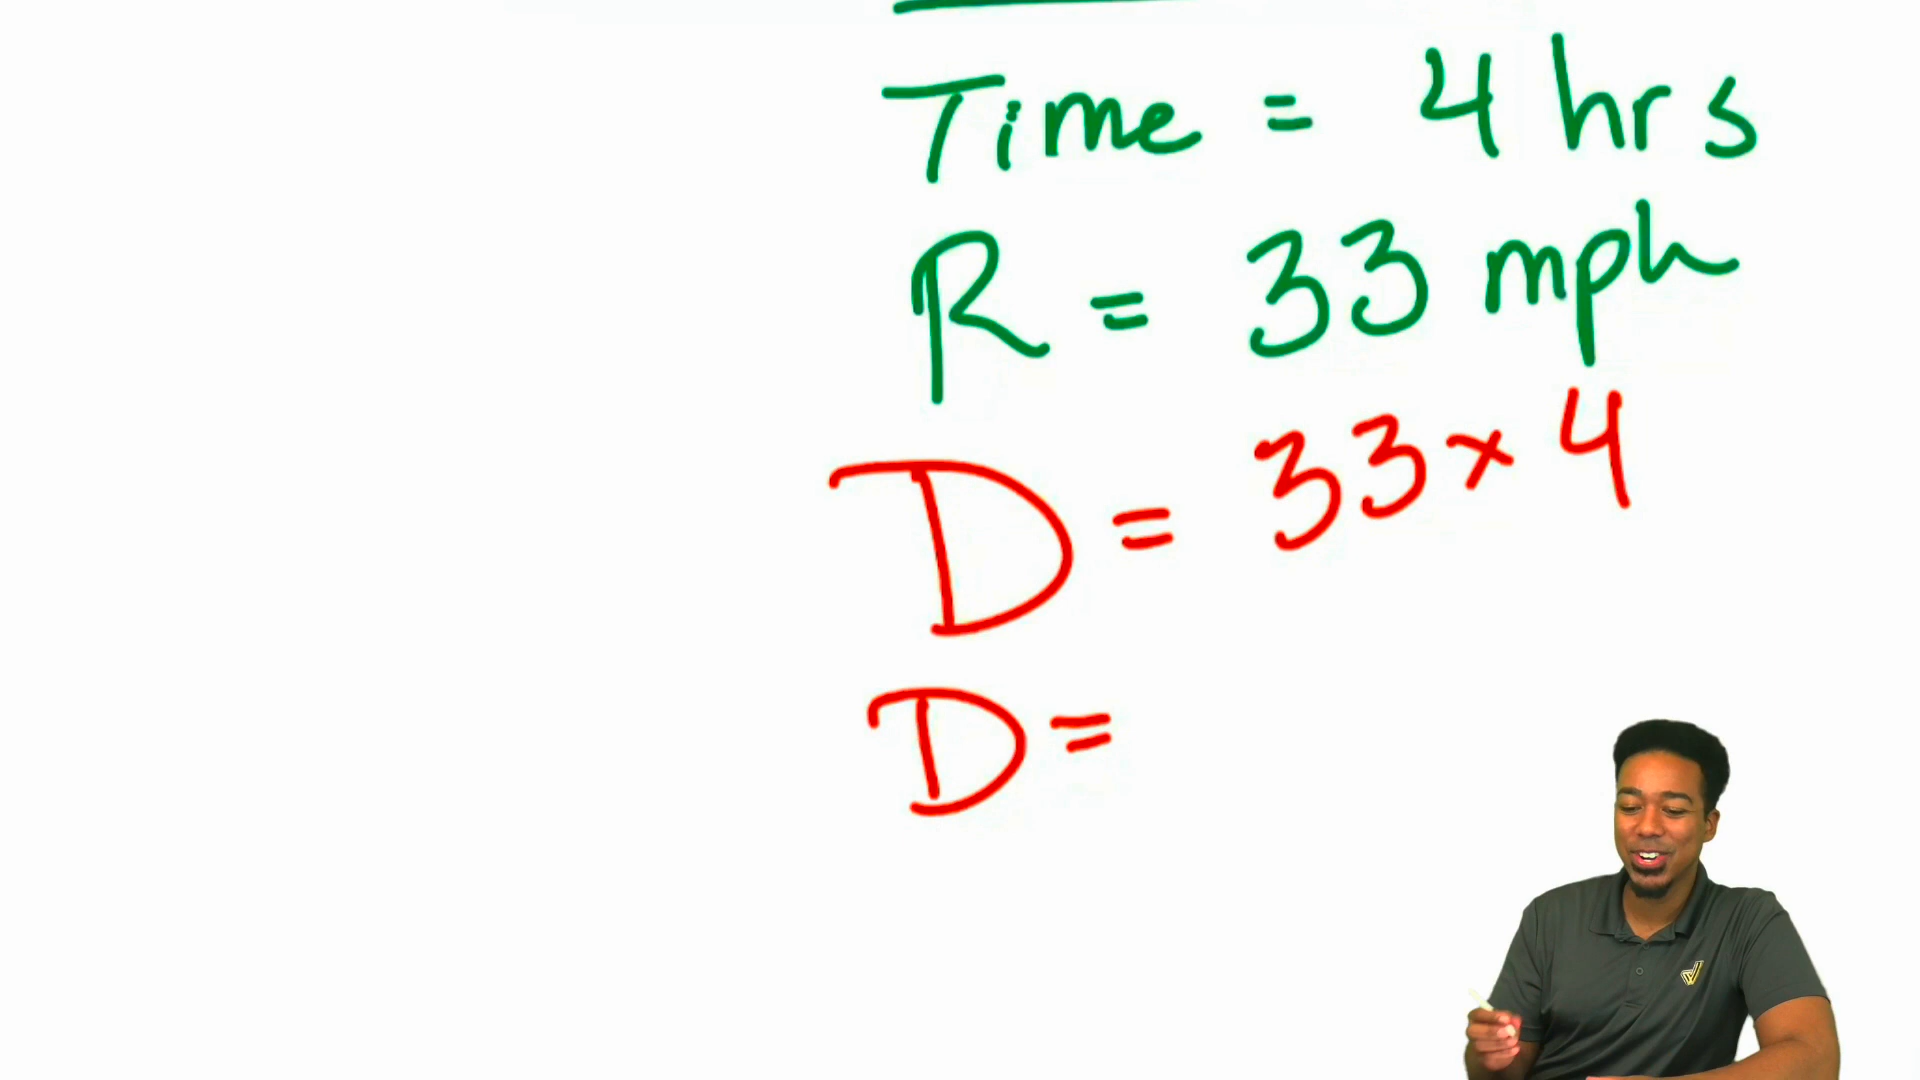 Time = 4 hrs
R = 33 mph
D = 33 x 4
D =